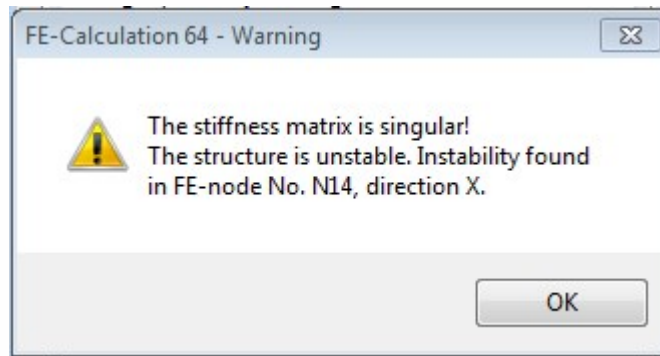 FE-Calculation 64 - Warning
The stiffness matrix is singular!
The structure is unstable. Instability found
in FE-node No. N14, direction X.
OK